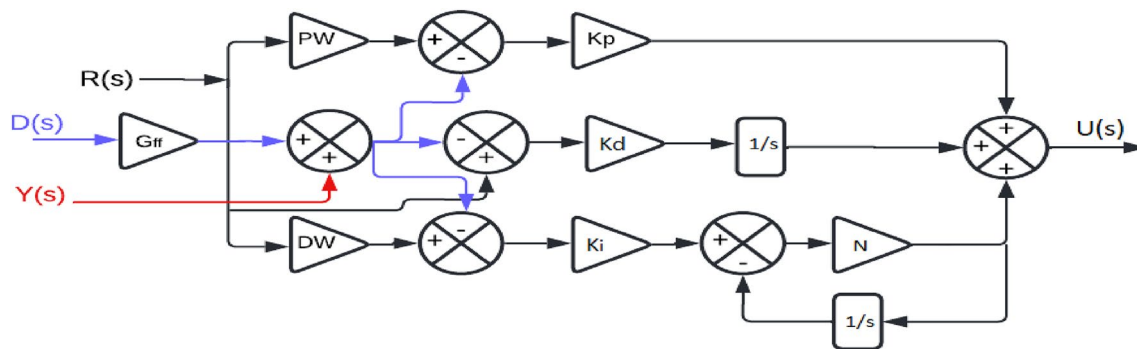 PW
+
-
Kp
R(s)
D(s)
Gff
+
+
-
+
Kd
1/s
+
+
+
U(s)
Y(s)
DW
+
-
Ki
+
-
N
1/s